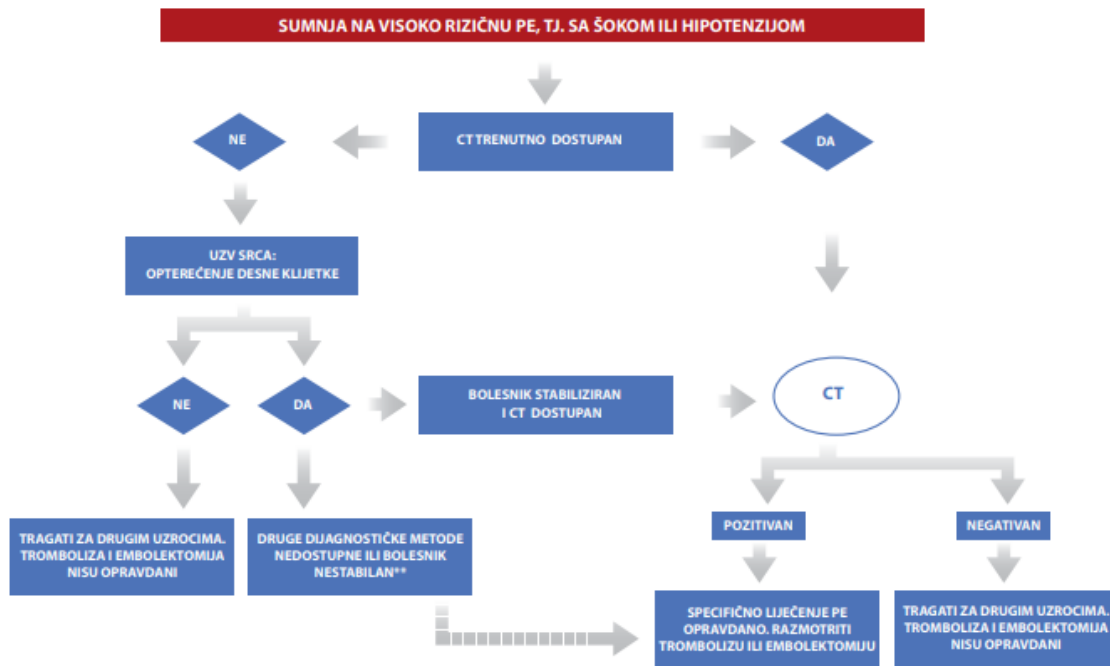 SUMNJA NA VISOKO RIZIČNU PE, TJ. SA ŠOKOM ILI HIPOTENZIJOM
NE
CT TRENUTNO DOSTUPAN
DA
UZV SRCA:
OPTEREĆENJE DESNE KLIJETKE
NE
DA
BOLESNIK STABILIZIRAN
I CT DOSTUPAN
CT
POZITIVAN
NEGATIVAN
TRAGATI ZA DRUGIM UZROCIMA.
TROMBOLIZA I EMBOLEKTOMIJA
NISU OPRAVDANI
DRUGE DIJAGNOSTIČKE METODE
NEDOSTUPNE ILI BOLESNIK
NESTABILAN**
SPECIFIČNO LIJEČENJE PE
OPRAVDANO. RAZMOTRITI
TROMBOLIZU ILI EMBOLEKTOMIJU
TRAGATI ZA DRUGIM UZROCIMA.
TROMBOLIZA I EMBOLEKTOMIJA
NISU OPRAVDANI